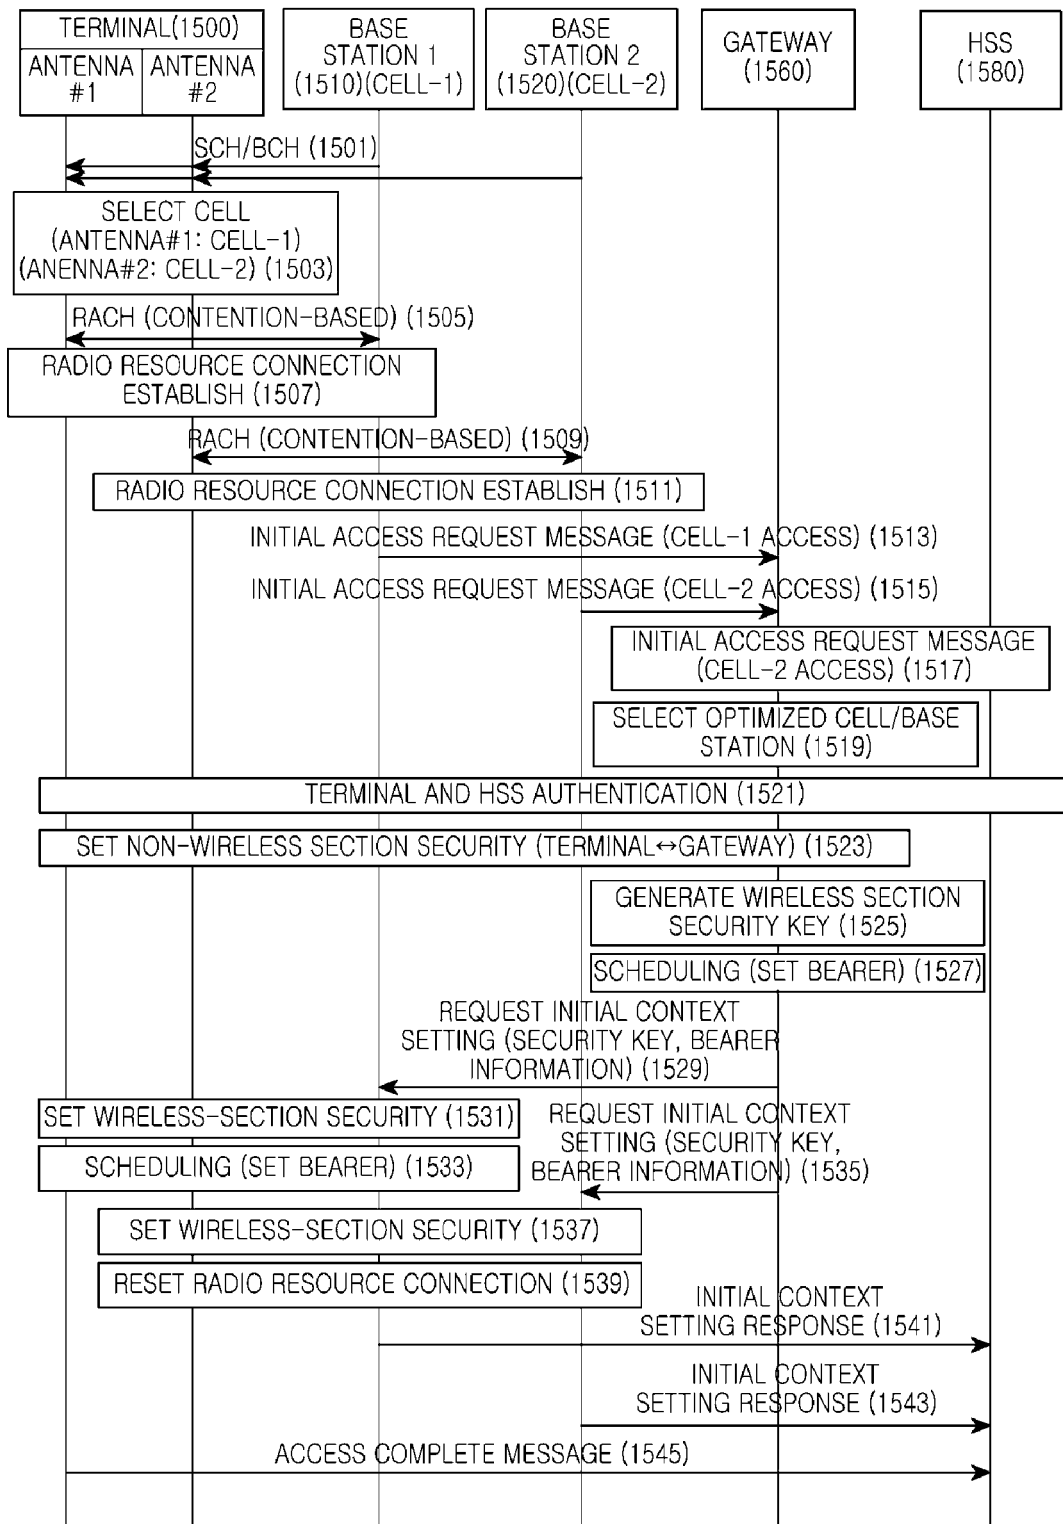 TERMINAL(1500)
ANTENNA
#1
ANTENNA
#2
BASE
STATION 1
(1510)(CELL-1)
BASE
STATION 2
(1520)(CELL-2)
GATEWAY
(1560)
HSS
(1580)
SCH/BCH (1501)
SELECT CELL
(ANTENNA#1: CELL-1)
(ANENNA#2: CELL-2) (1503)
RACH (CONTENTION-BASED) (1505)
RADIO RESOURCE CONNECTION
ESTABLISH (1507)
RACH (CONTENTION-BASED) (1509)
RADIO RESOURCE CONNECTION ESTABLISH (1511)
INITIAL ACCESS REQUEST MESSAGE (CELL-1 ACCESS) (1513)
INITIAL ACCESS REQUEST MESSAGE (CELL-2 ACCESS) (1515)
INITIAL ACCESS REQUEST MESSAGE
(CELL-2 ACCESS) (1517)
SELECT OPTIMIZED CELL/BASE
STATION (1519)
TERMINAL AND HSS AUTHENTICATION (1521)
SET NON-WIRELESS SECTION SECURITY (TERMINAL↔GATEWAY) (1523)
GENERATE WIRELESS SECTION
SECURITY KEY (1525)
SCHEDULING (SET BEARER) (1527)
REQUEST INITIAL CONTEXT
SETTING (SECURITY KEY, BEARER
INFORMATION) (1529)
SET WIRELESS-SECTION SECURITY (1531)
SCHEDULING (SET BEARER) (1533)
REQUEST INITIAL CONTEXT
SETTING (SECURITY KEY,
BEARER INFORMATION) (1535)
SET WIRELESS-SECTION SECURITY (1537)
RESET RADIO RESOURCE CONNECTION (1539)
INITIAL CONTEXT
SETTING RESPONSE (1541)
INITIAL CONTEXT
SETTING RESPONSE (1543)
ACCESS COMPLETE MESSAGE (1545)